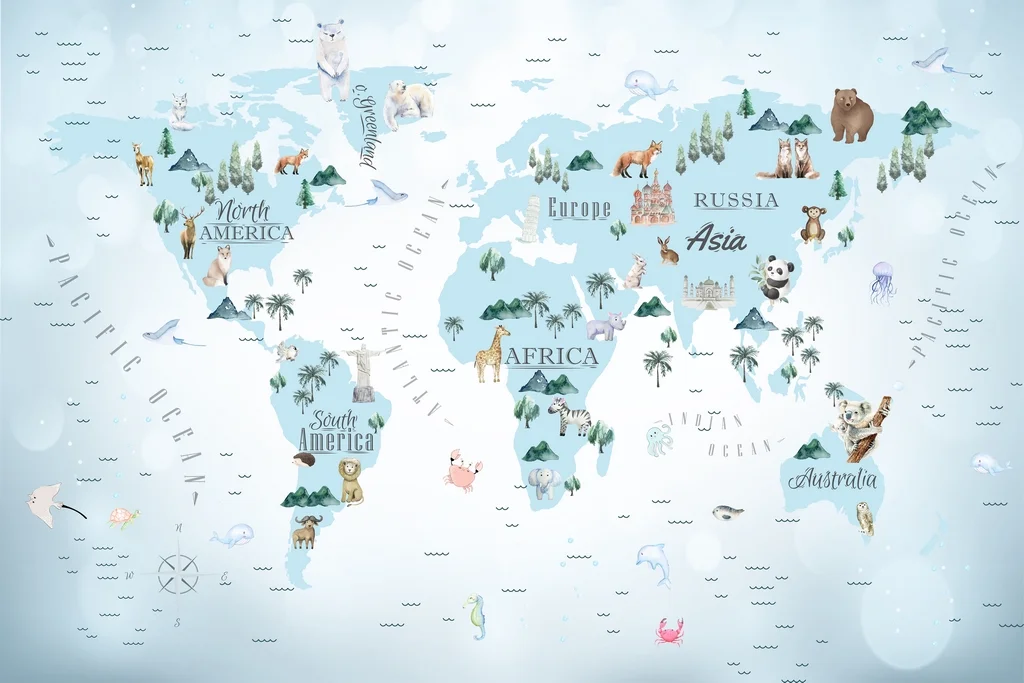 o.Greenland
North
AMERICA
Europe
RUSSIA
Asia
PACIFIC OCEAN
ATLANTIC OCEAN
PACIFIC OCEAN
AFRICA
South
America
INDIAN
OCEAN
Australia
N
W
E
S